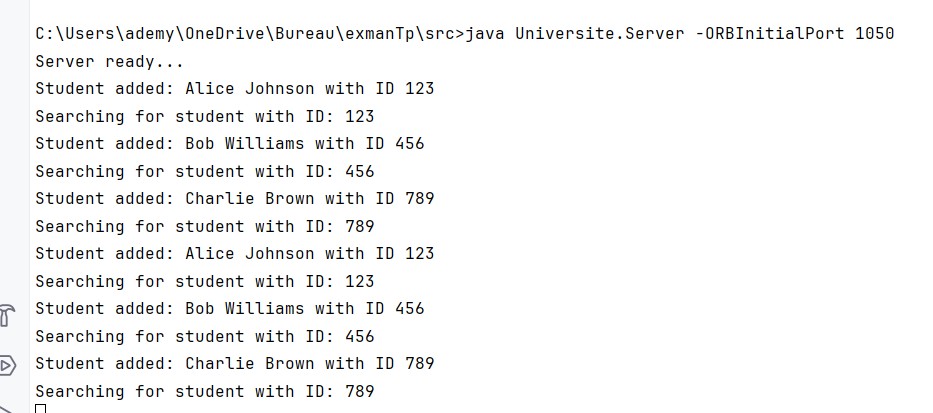 C:\Users\ademy\OneDrive\Bureau\exmanTp\src>java Universite.Server -ORBInitialPort 1050
Server ready...
Student added: Alice Johnson with ID 123
Searching for student with ID: 123
Student added: Bob Williams with ID 456
Searching for student with ID: 456
Student added: Charlie Brown with ID 789
Searching for student with ID: 789
Student added: Alice Johnson with ID 123
Searching for student with ID: 123
Student added: Bob Williams with ID 456
Searching for student with ID: 456
Student added: Charlie Brown with ID 789
Searching for student with ID: 789